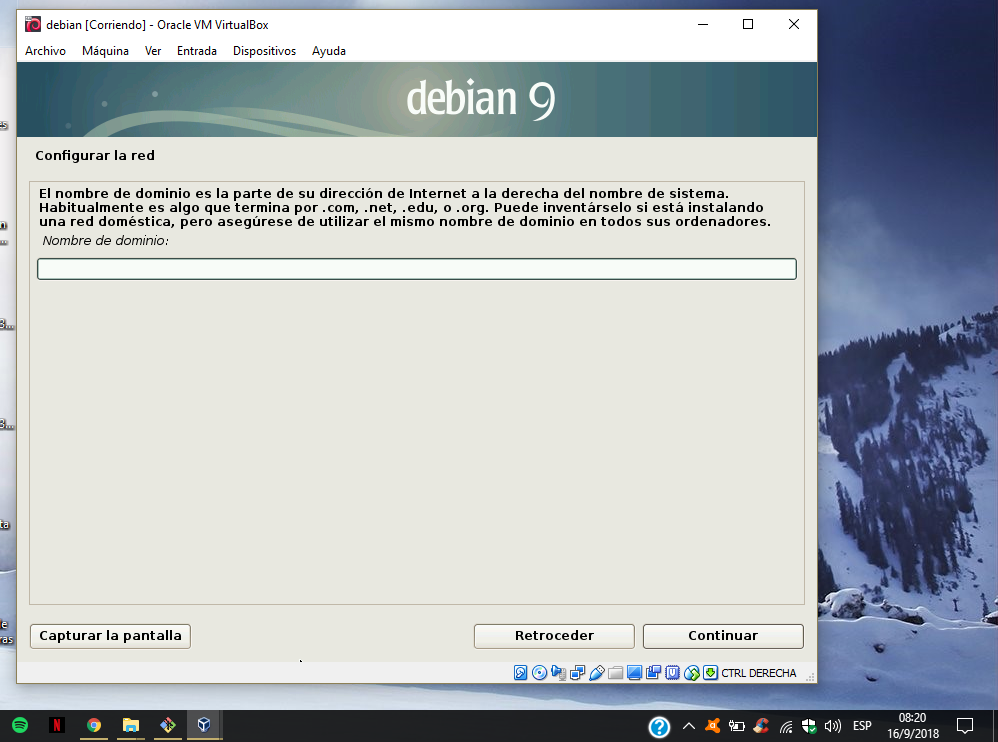 debian [Corriendo] - Oracle VM VirtualBox
Archivo Máquina Ver Entrada Dispositivos Ayuda
debian 9
Configurar la red
El nombre de dominio es la parte de su dirección de Internet a la derecha del nombre de sistema.
Habitualmente es algo que termina por .com, .net, .edu, o .org. Puede inventárselo si está instalando
una red doméstica, pero asegúrese de utilizar el mismo nombre de dominio en todos sus ordenadores.
Nombre de dominio:
Capturar la pantalla Retroceder Continuar
CTRL DERECHA
ESP
08:20
16/9/2018